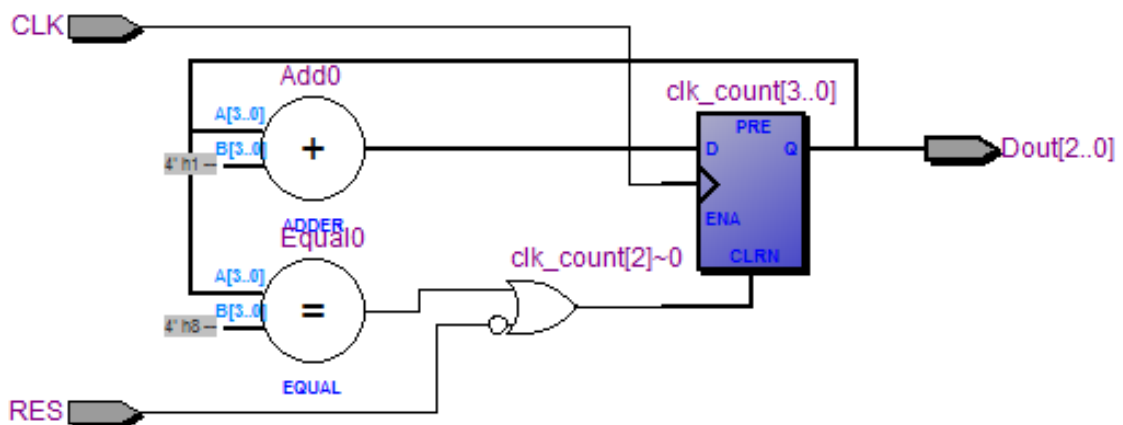 CLK
Add0
A[3..0]
B[3..0]
4' h1
+
ADDER
Equal0
A[3..0]
B[3..0]
4' h8
=
EQUAL
clk_count[2]~0
clk_count[3..0]
PRE
D
Q
ENA
CLRN
Dout[2..0]
RES